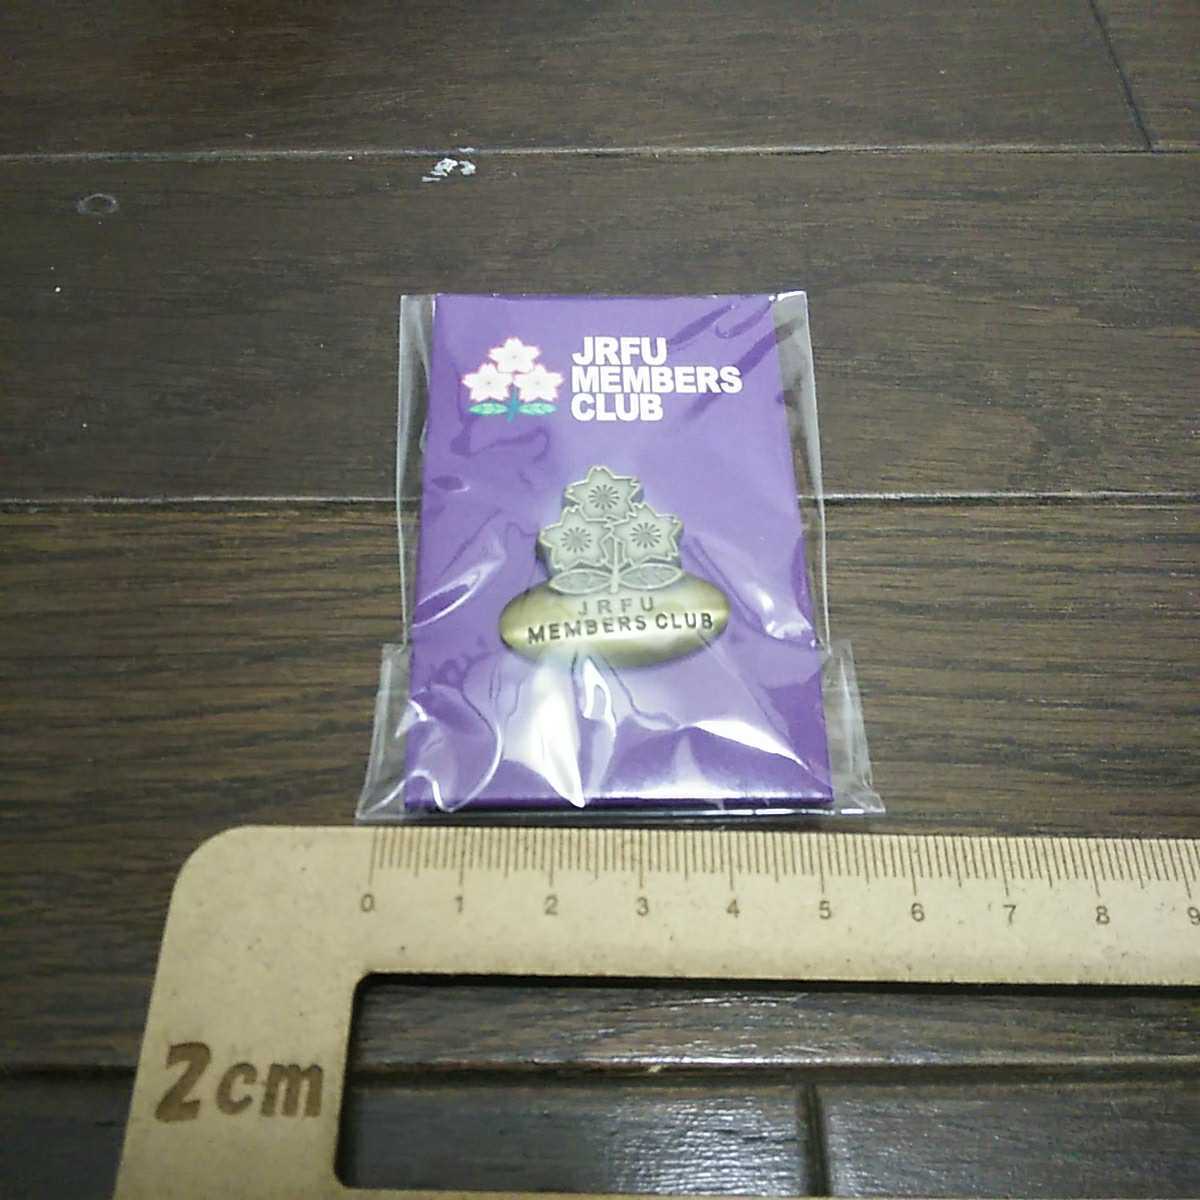 JRFU
MEMBERS
CLUB
JRFU
MEMBERS CLUB
0 1 2 3 4 5 6 7 8 9
2cm